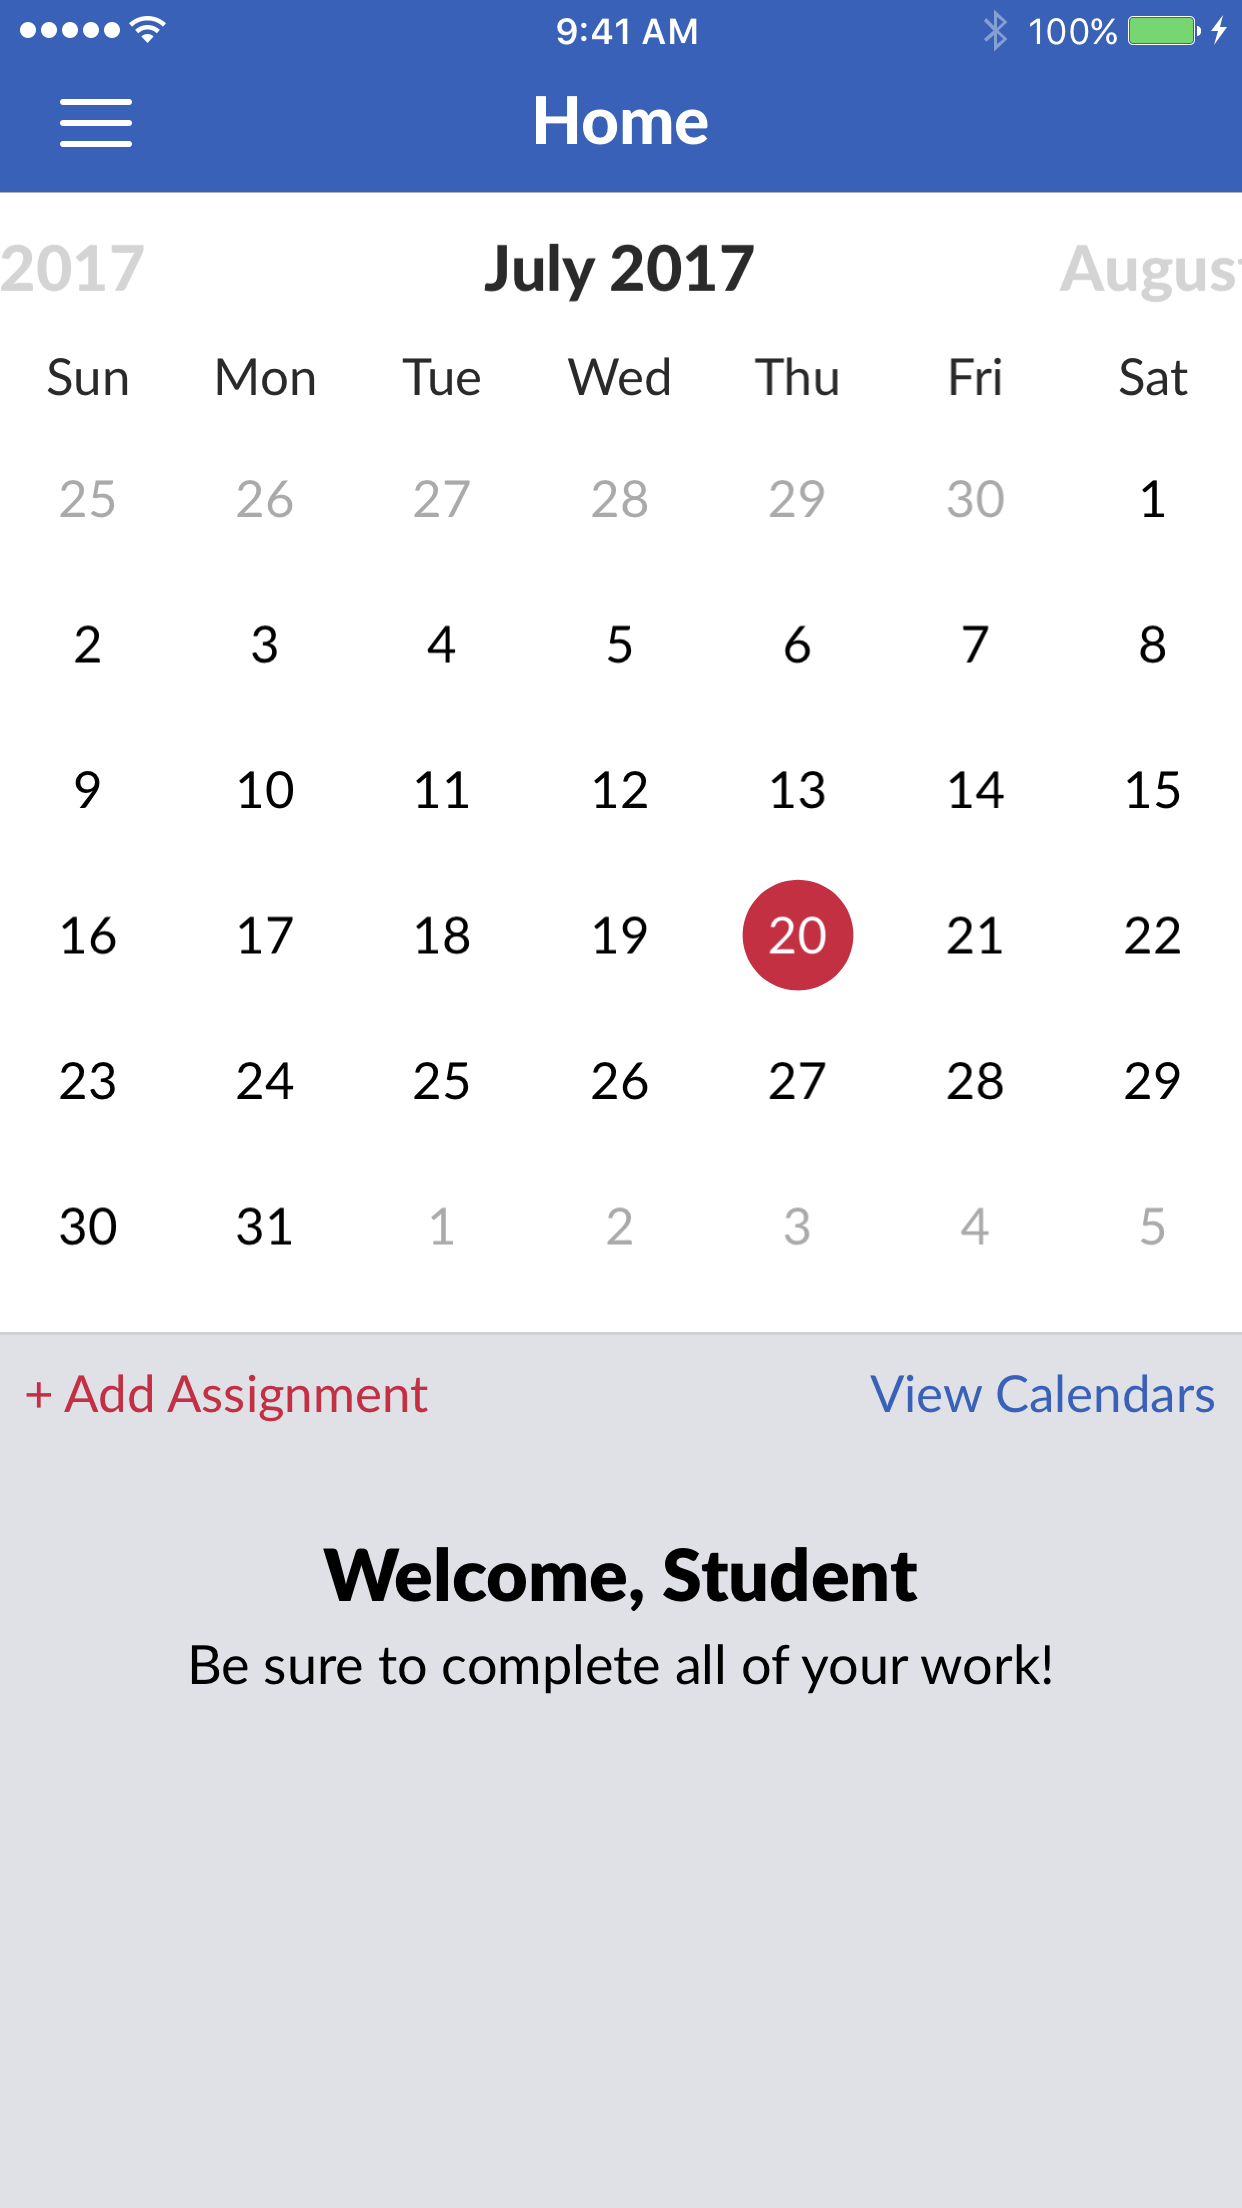 9:41 AM 100%
Home
2017 July 2017 Augus
Sun Mon Tue Wed Thu Fri Sat
25 26 27 28 29 30 1
2 3 4 5 6 7 8
9 10 11 12 13 14 15
16 17 18 19 20 21 22
23 24 25 26 27 28 29
30 31 1 2 3 4 5
+ Add Assignment View Calendars
Welcome, Student
Be sure to complete all of your work!